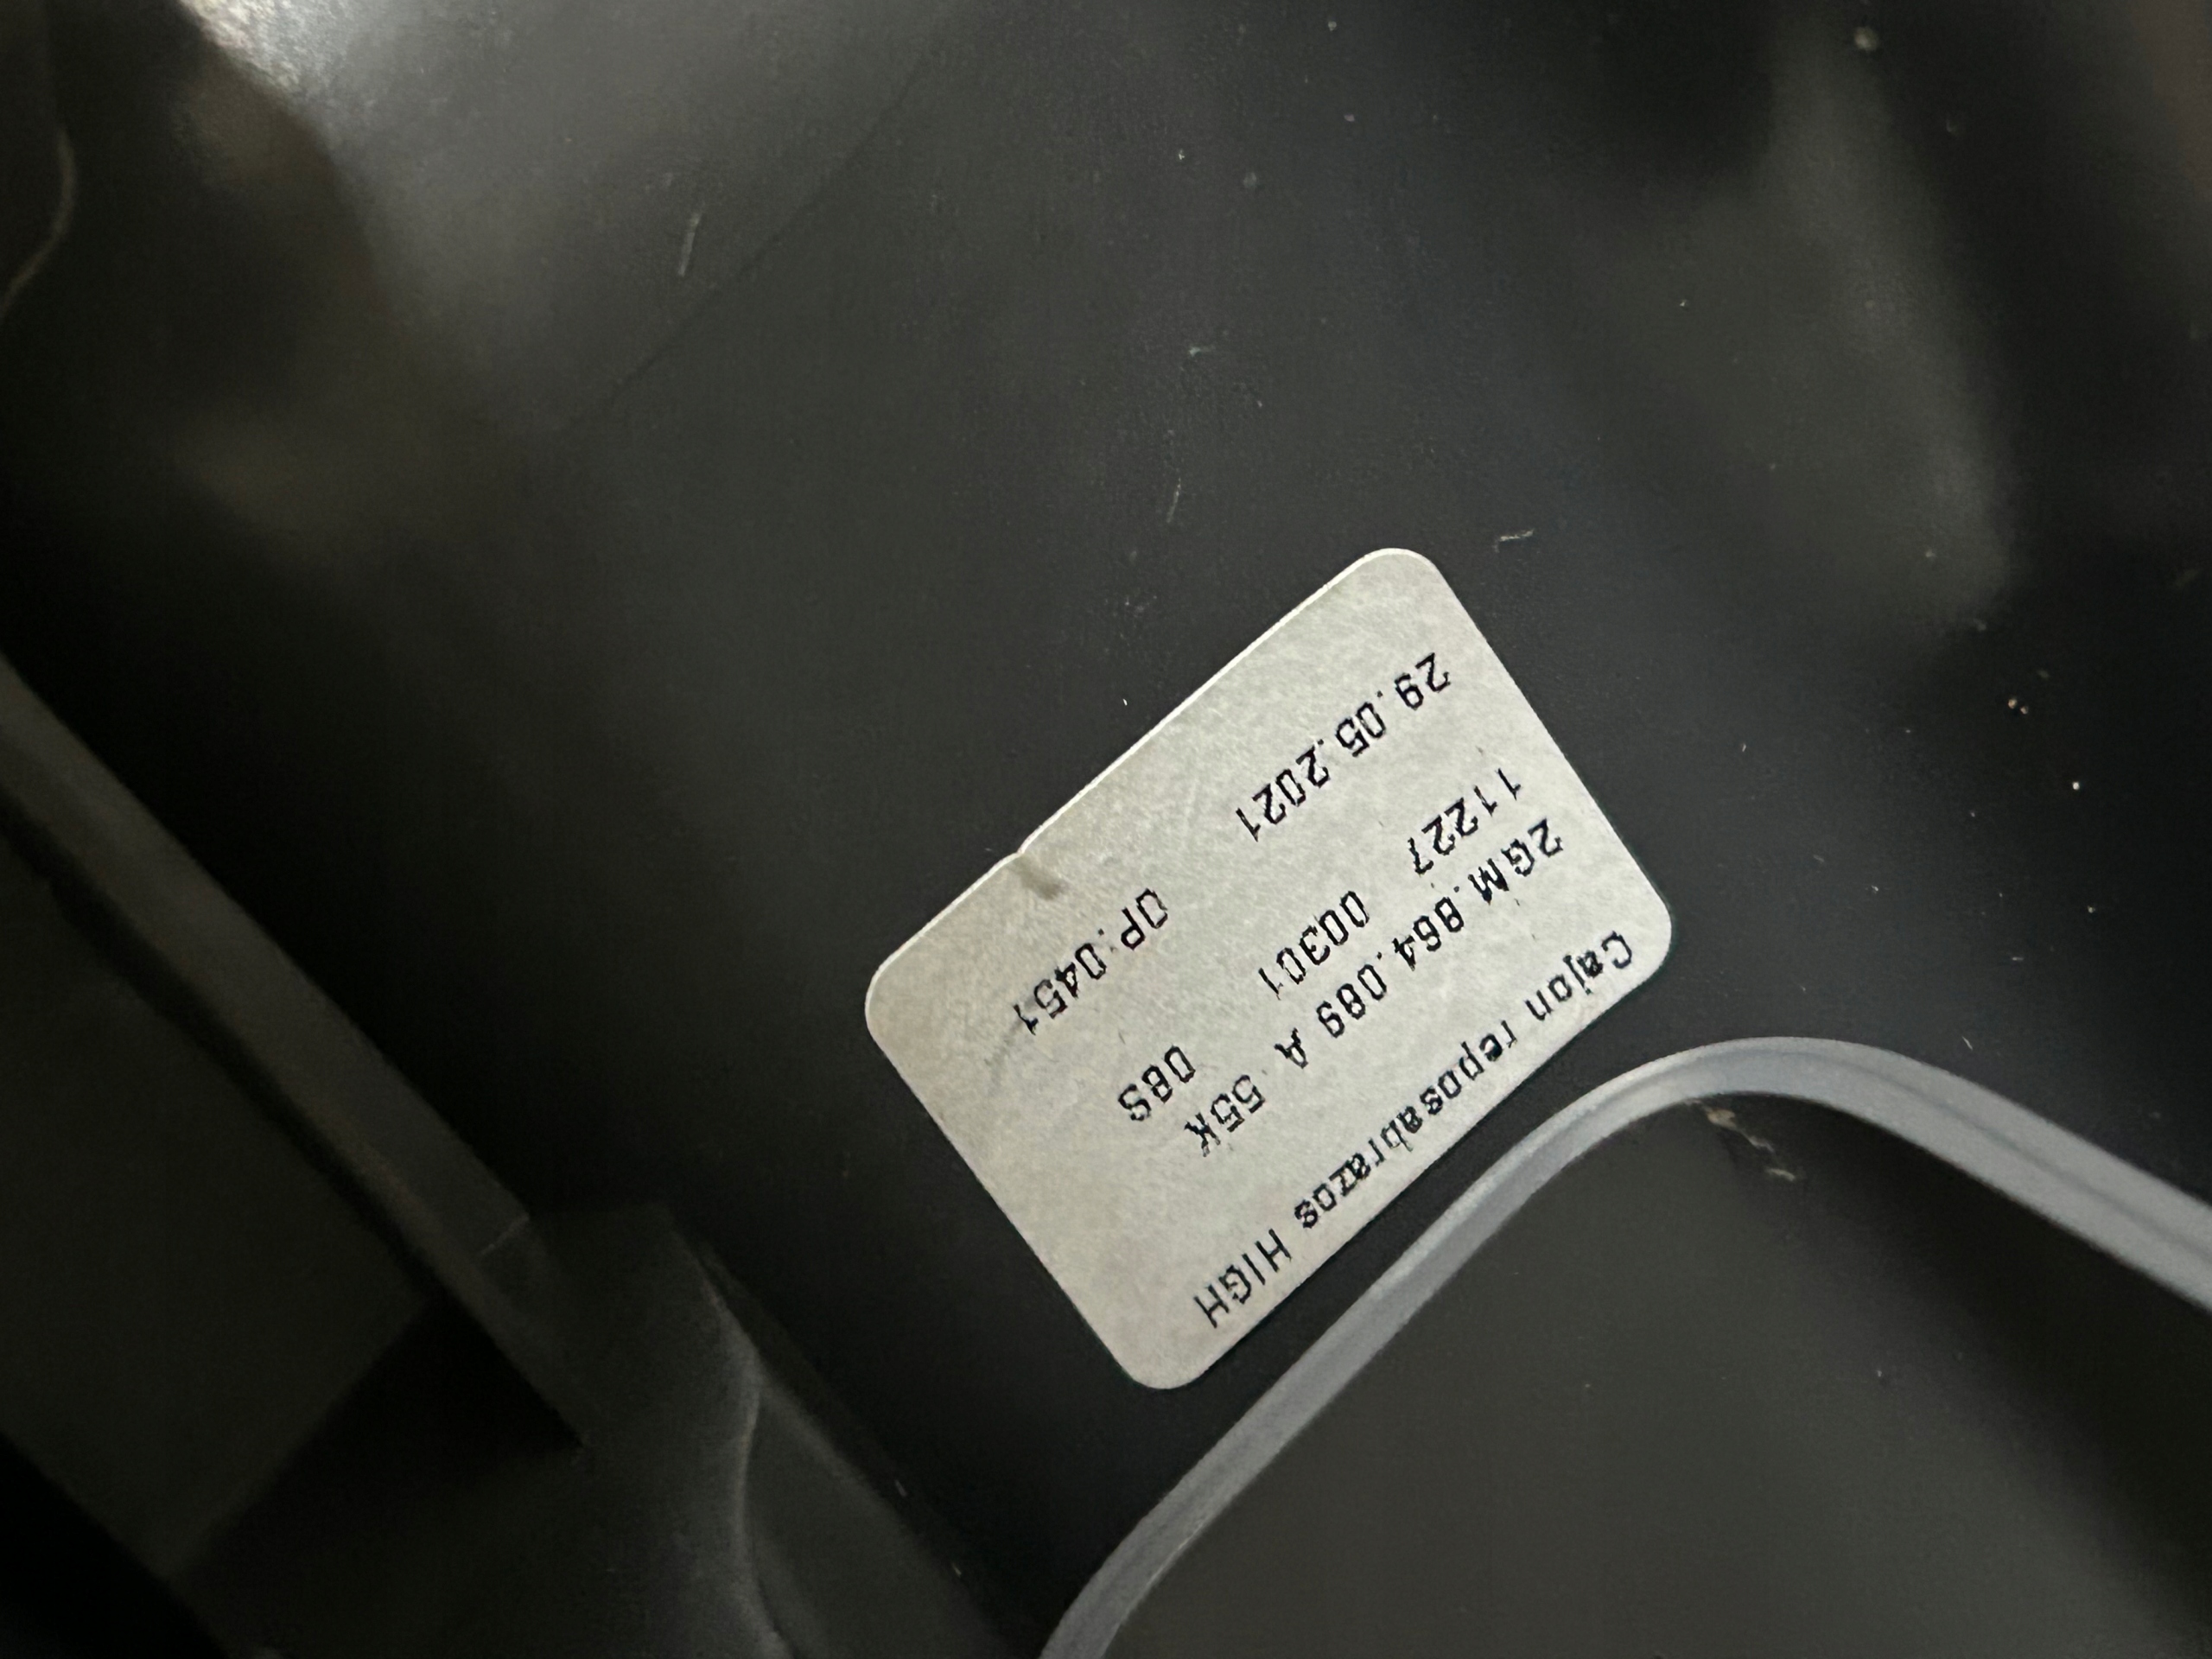 Cajon reposabrazos HIGH
2GM.864.089 A 55K
11227 00301 08S
29.05.2021 OP:0451